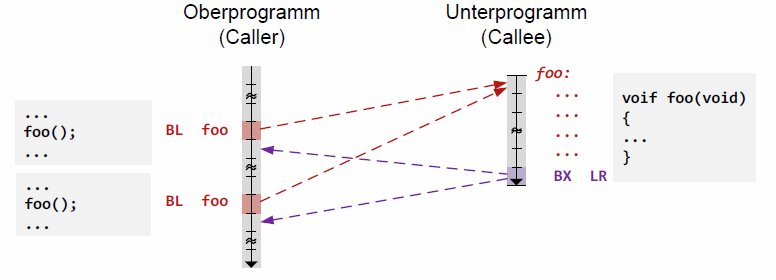 Oberprogramm
(Caller)
Unterprogramm
(Callee)
...
foo();
...
BL foo
...
foo();
...
BL foo
foo:
...
...
...
...
BX LR
voif foo(void)
{
...
}